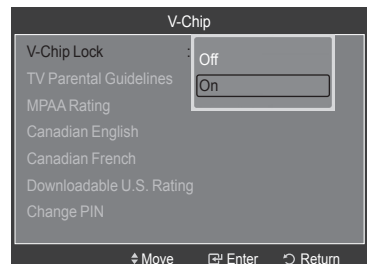 V-Chip
V-Chip Lock :
Off
On
TV Parental Guidelines
MPAA Rating
Canadian English
Canadian French
Downloadable U.S. Rating
Change PIN
Move Enter Return